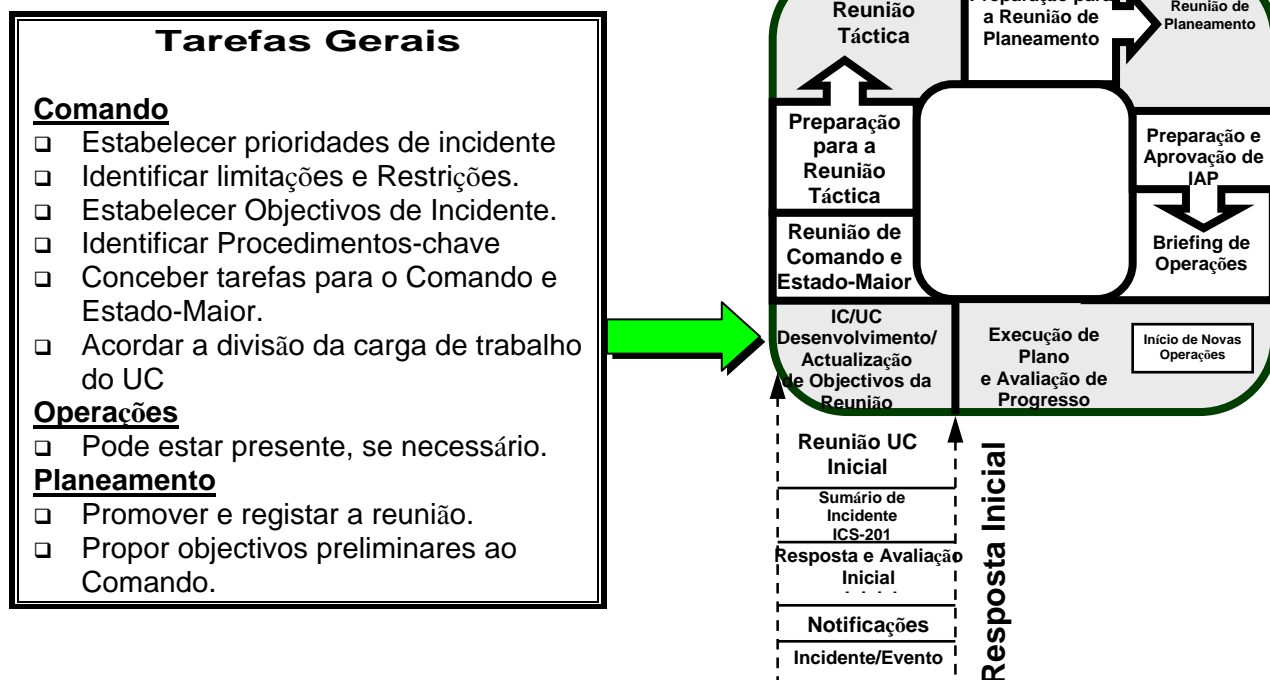 Tarefas Gerais
Comando
❑ Estabelecer prioridades de incidente
❑ Identificar limitações e Restrições.
❑ Estabelecer Objectivos de Incidente.
❑ Identificar Procedimentos-chave
❑ Conceber tarefas para o Comando e
Estado-Maior.
❑ Acordar a divisão da carga de trabalho
do UC
Operações
❑ Pode estar presente, se necessário.
Planeamento
❑ Promover e registar a reunião.
❑ Propor objectivos preliminares ao
Comando.
Reunião
Táctica
Preparação para
a Reunião de
Planeamento
Reunião de
Planeamento
Preparação
para a
Reunião
Táctica
Preparação e
Aprovação de
IAP
Reunião de
Comando e
Estado-Maior
Briefing de
Operações
IC/UC
Desenvolvimento/
Actualização
de Objectivos da
Reunião
Execução de
Plano
e Avaliação de
Progresso
Início de Novas
Operações
Reunião UC
Inicial
Sumário de
Incidente
ICS-201
Resposta e Avaliação
Inicial
Notificações
Incidente/Evento
Resposta Inicial